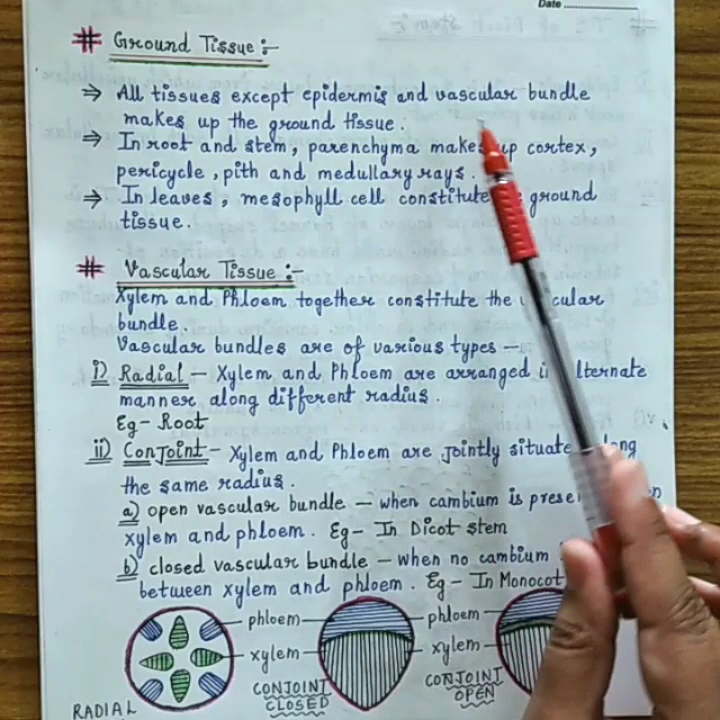 Date
# Ground Tissue :-
⇒ All tissues except epidermis and vascular bundle
makes up the ground tissue.
⇒ In root and stem, parenchyma makes up cortex,
pericycle, pith and medullary rays.
⇒ In leaves, mesophyll cell constitute ground
tissue.
# Vascular Tissue :-
Xylem and Phloem together constitute the
bundle.
Vascular bundles are of various types —
i) Radial — Xylem and Phloem are arranged
manner along different radius.
Eg - Root
ii) Conjoint - Xylem and Phloem are jointly
the same radius.
a) open vascular bundle — when cambium is
xylem and phloem. Eg - In Dicot stem
b) closed vascular bundle — when no cambium
between xylem and phloem. Eg - In Monocot
phloem
phloem
xylem
xylem
RADIAL
CONJOINT
CLOSED
CONJOINT
OPEN